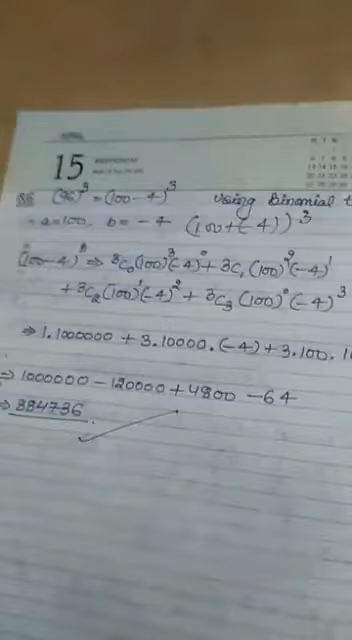 15
(96)³ = (100-4)³ Using Binomial
a=100, b=-4 (100+(-4))³
(100-4)³ ⇒ ³C₀(100)³(-4)⁰ + 3C₁(100)²(-4)¹
+ ³C₂(100)¹(-4)² + 3C₃(100)⁰(-4)³
⇒ 1.1000000 + 3.10000.(-4) + 3.100.
⇒ 1000000 - 120000 + 4800 - 64
⇒ 884736